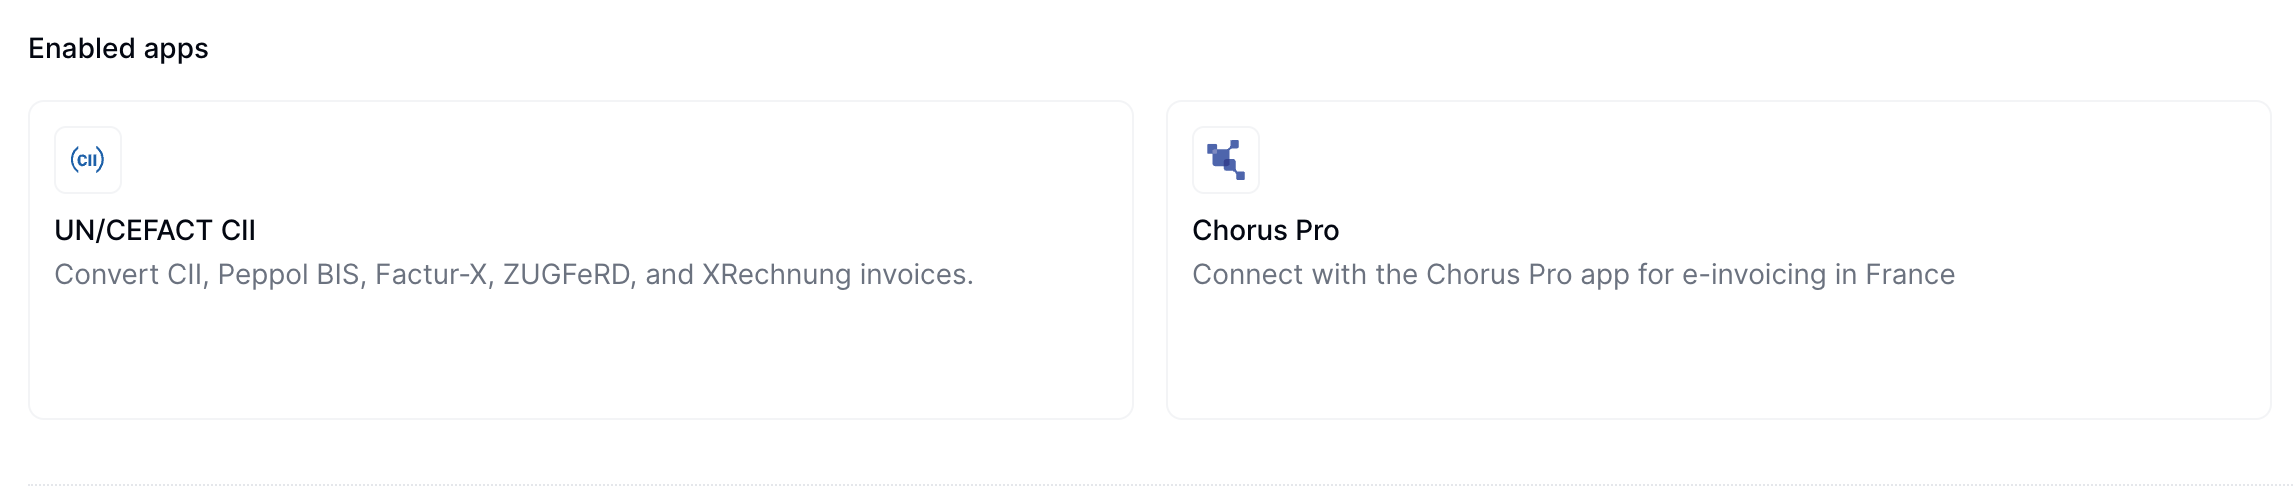 Enabled apps
(CII)
UN/CEFACT CII
Convert CII, Peppol BIS, Factur-X, ZUGFeRD, and XRechnung invoices.
Chorus Pro
Connect with the Chorus Pro app for e-invoicing in France